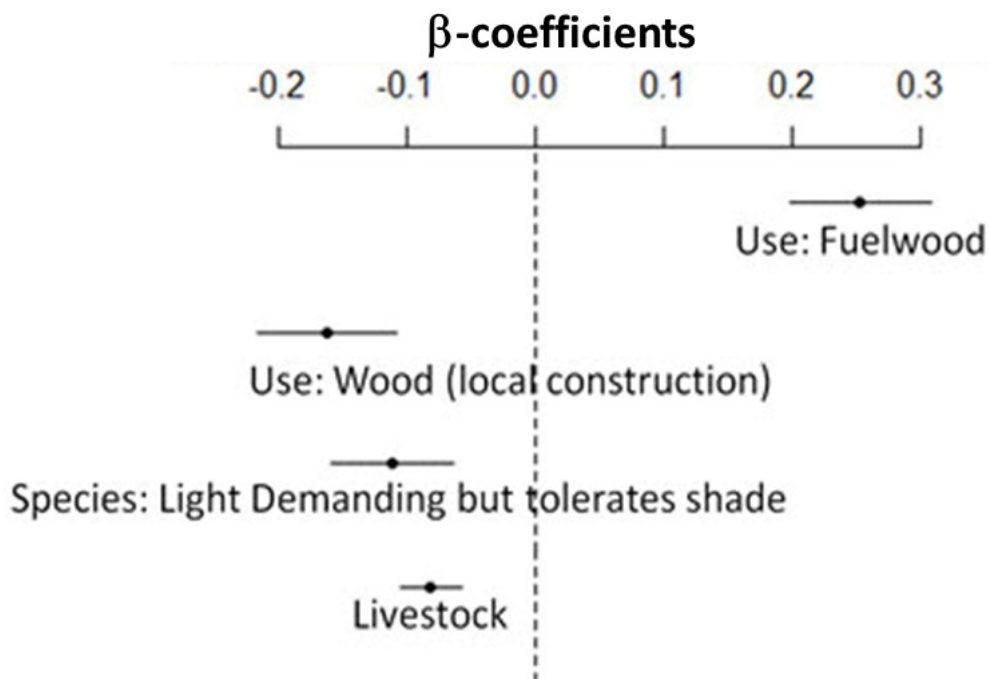 β-coefficients
-0.2 -0.1 0.0 0.1 0.2 0.3
Use: Fuelwood
Use: Wood (local construction)
Species: Light Demanding but tolerates shade
Livestock